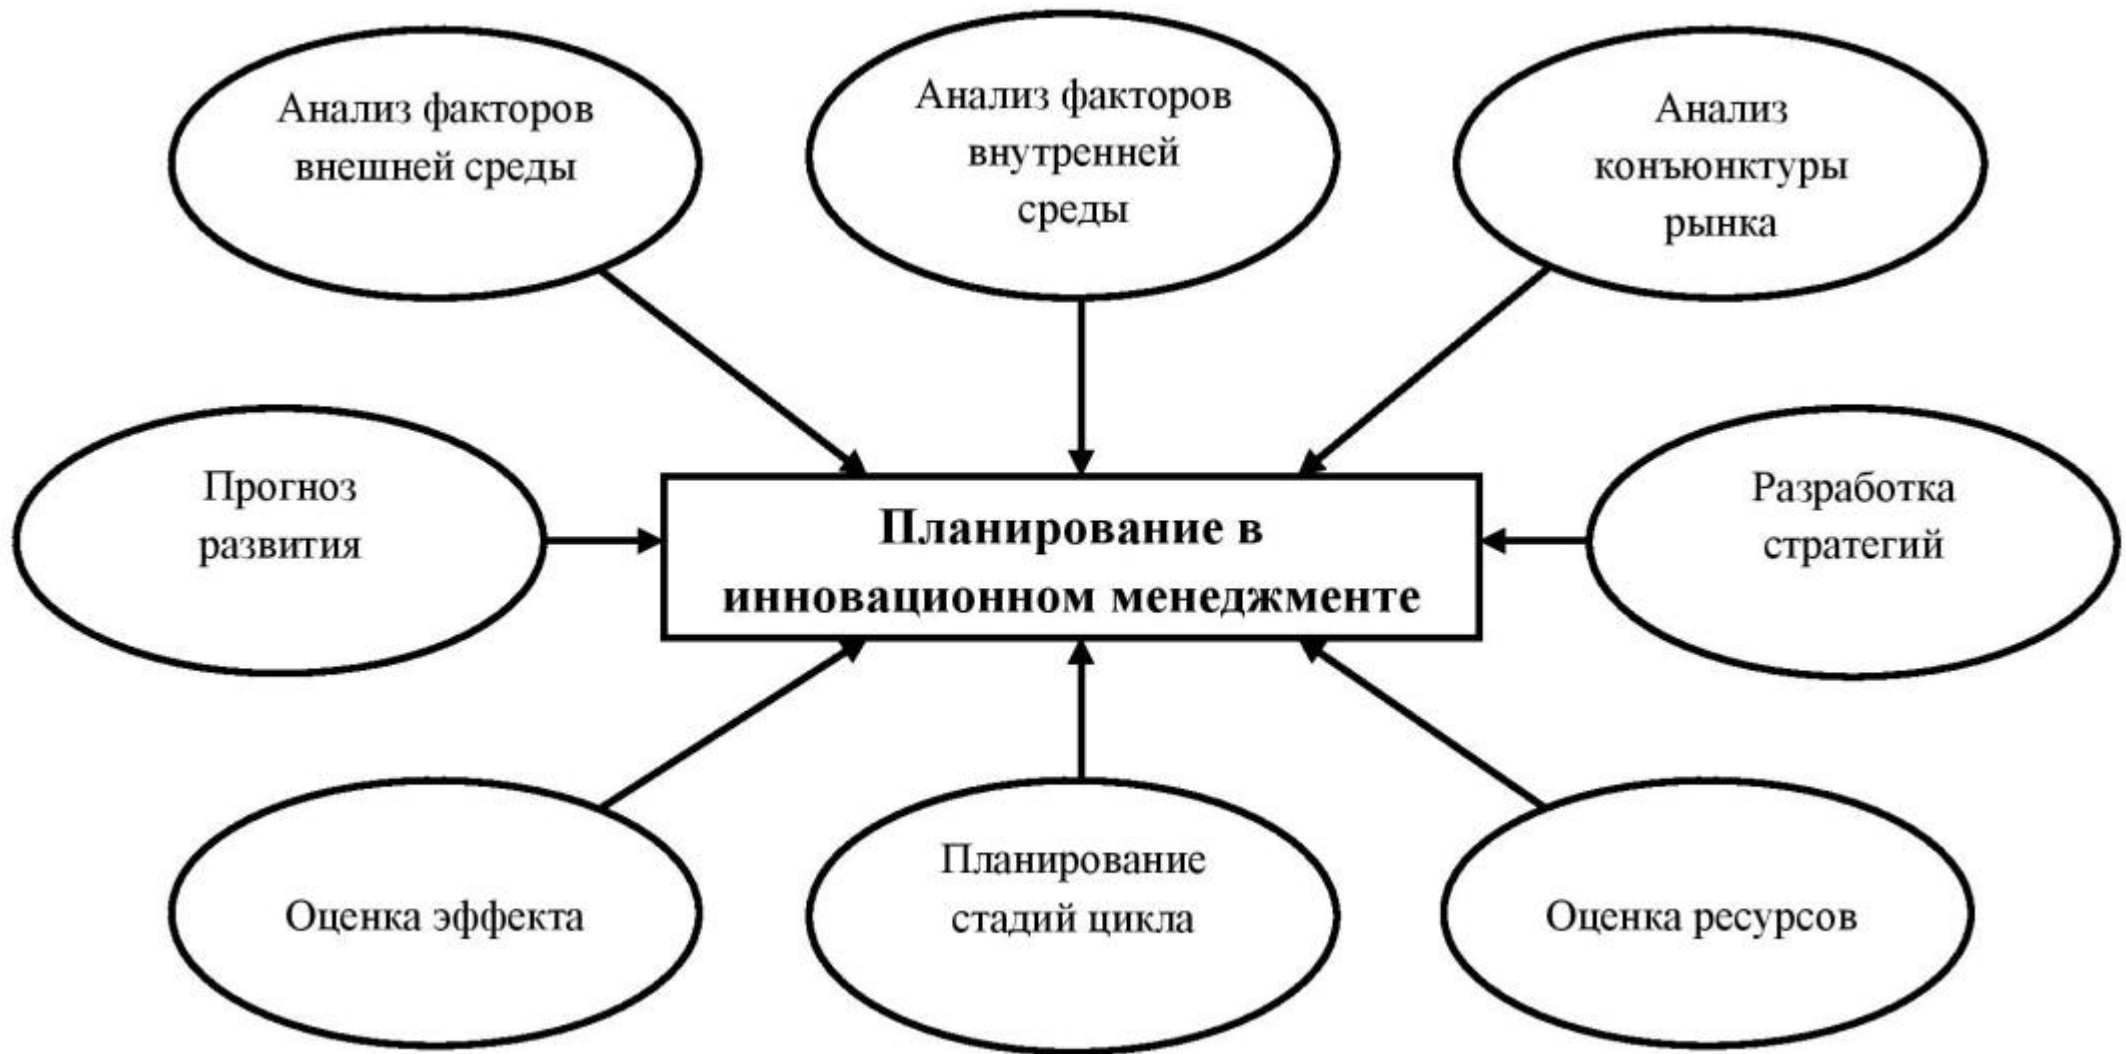 Анализ факторов
внешней среды
Анализ факторов
внутренней
среды
Анализ
конъюнктуры
рынка
Прогноз
развития
Планирование в
инновационном менеджменте
Разработка
стратегий
Оценка эффекта
Планирование
стадий цикла
Оценка ресурсов